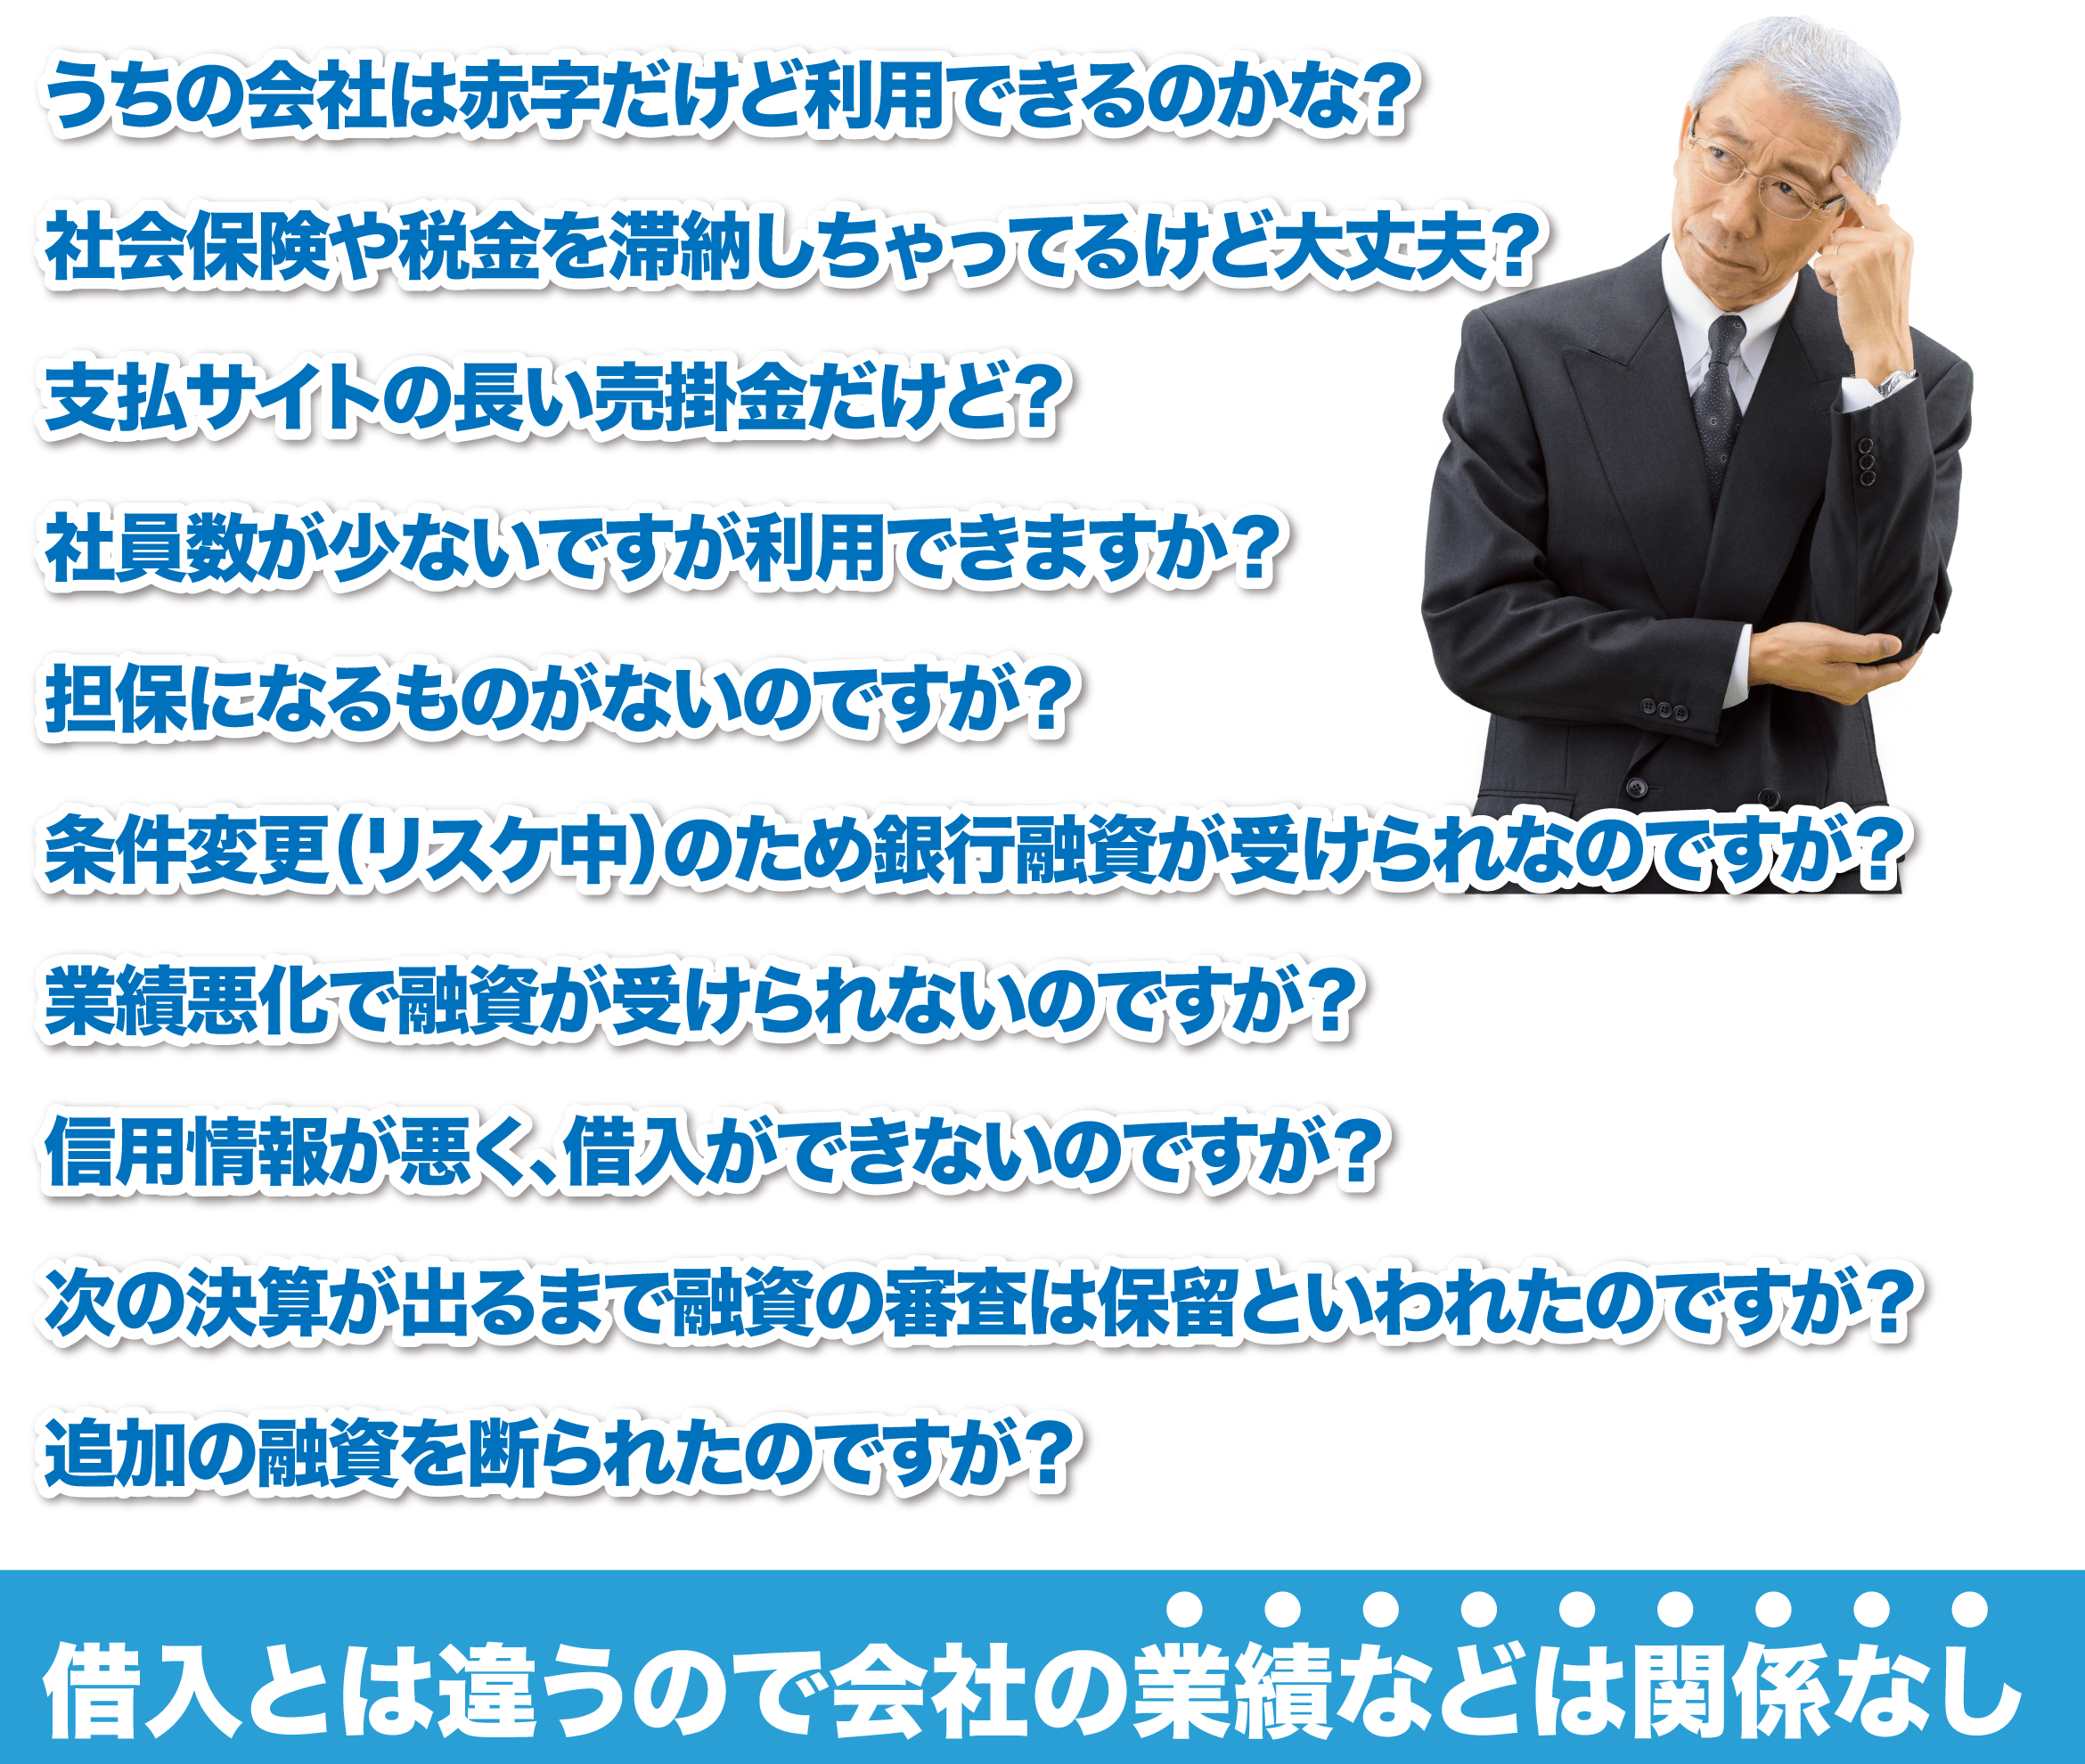 うちの会社は赤字だけど利用できるのかな？
社会保険や税金を滞納しちゃってるけど大丈夫？
支払サイトの長い売掛金だけど？
社員数が少ないですが利用できますか？
担保になるものがないのですが？
条件変更（リスケ中）のため銀行融資が受けられなのですが？
業績悪化で融資が受けられないのですが？
信用情報が悪く、借入ができないのですが？
次の決算が出るまで融資の審査は保留といわれたのですが？
追加の融資を断られたのですが？
借入とは違うので会社の業績などは関係なし